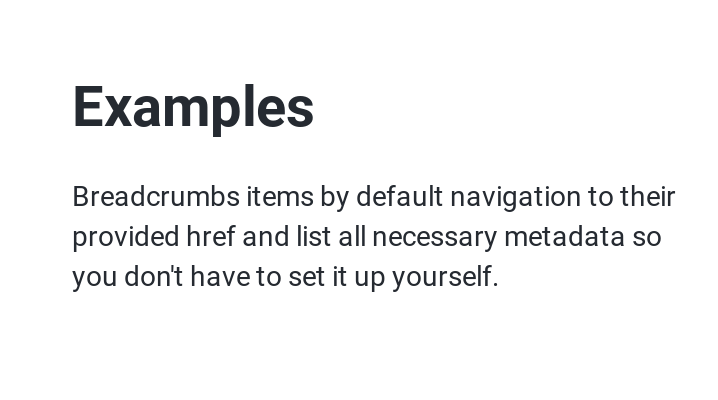 Examples
Breadcrumbs items by default navigation to their
provided href and list all necessary metadata so
you don't have to set it up yourself.